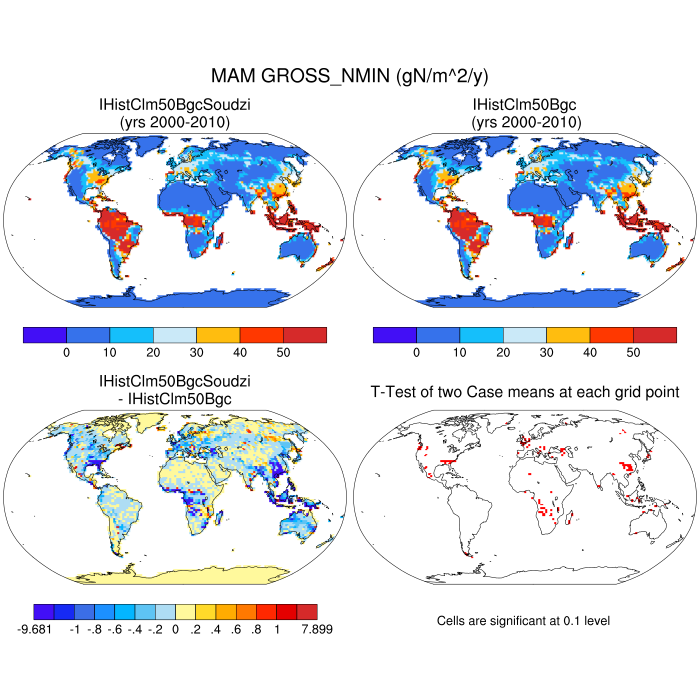 MAM GROSS_NMIN (gN/m^2/y)
IHistClm50BgcSoudzi
(yrs 2000-2010)
IHistClm50Bgc
(yrs 2000-2010)
0 10 20 30 40 50
0 10 20 30 40 50
IHistClm50BgcSoudzi
- IHistClm50Bgc
T-Test of two Case means at each grid point
-9.681 -1 -.8 -.6 -.4 -.2 0 .2 .4 .6 .8 1 7.899
Cells are significant at 0.1 level